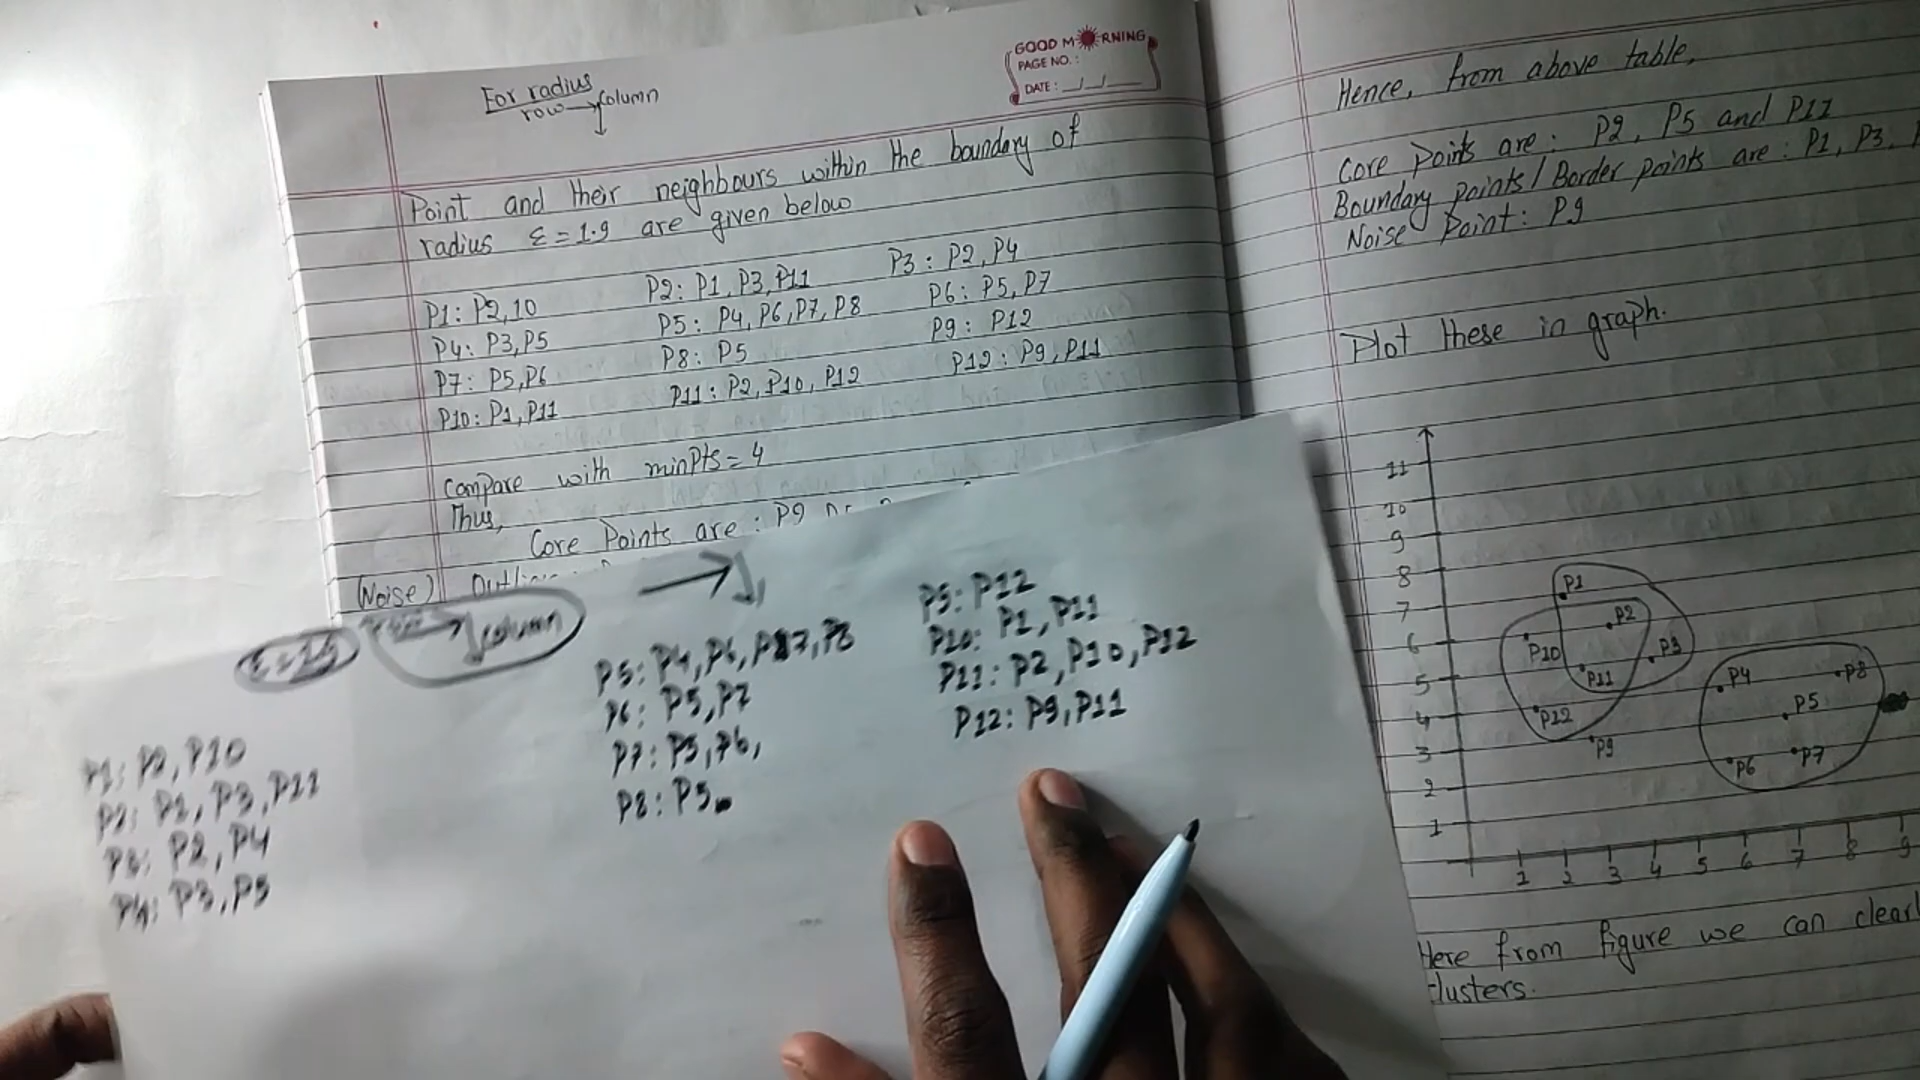 For radius
row → column
GOOD MORNING
PAGE NO.:
DATE: __/__/____
Point and their neighbours within the boundary of
radius ε = 1.9 are given below
P1: P2, 10 P2: P1, P3, P11 P3: P2, P4
P4: P3, P5 P5: P4, P6, P7, P8 P6: P5, P7
P7: P5, P6 P8: P5 P9: P12
P10: P1, P11 P11: P2, P10, P12 P12: P9, P11
Compare with minPts = 4
Thus,
Core Points are:
(Noise)
column
P1: P2, P10
P2: P1, P3, P11
P3: P2, P4
P4: P3, P5
P5: P4, P6, P7, P8
P6: P5, P7
P7: P5, P6,
P8: P5
P9: P12
P10: P1, P11
P11: P2, P10, P12
P12: P9, P11
Hence, from above table,
Core Points are: P2, P5 and P11
Boundary points / Border points are: P1, P3,
Noise Point: P9
Plot these in graph.
11
10
9
8
7
6
5
4
3
2
1
P1
P2
P10
P3
P11
P12
P9
P4
P8
P5
P6
P7
1 2 3 4 5 6 7 8 9
Here from figure we can
clusters.